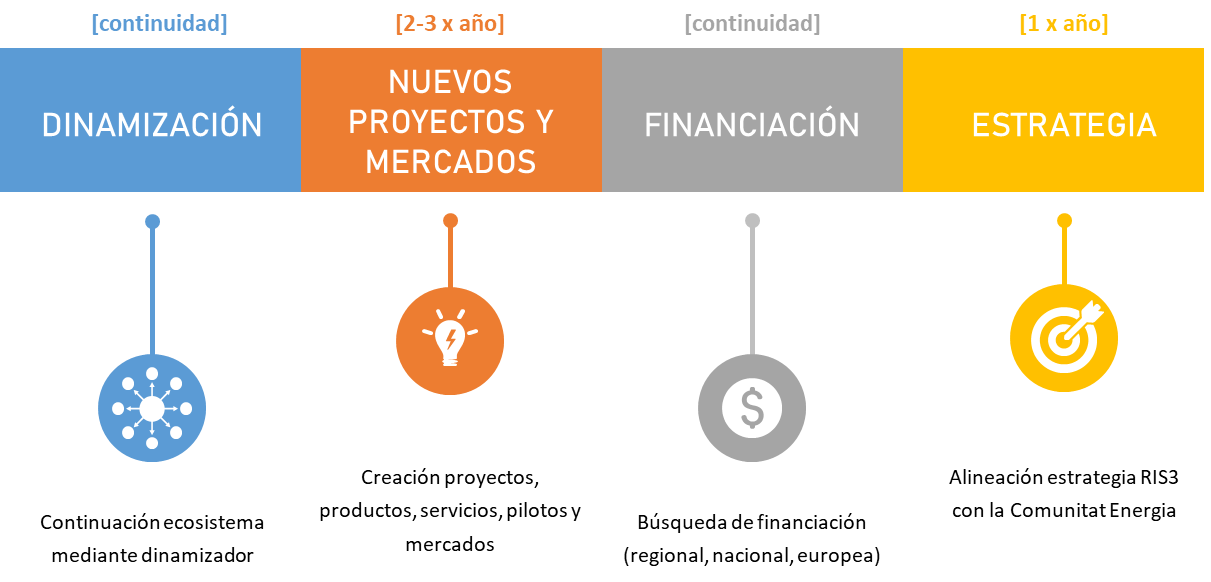 [continuidad]
[2-3 x año]
[continuidad]
[1 x año]
DINAMIZACIÓN
NUEVOS
PROYECTOS Y
MERCADOS
FINANCIACIÓN
ESTRATEGIA
$
Continuación ecosistema
mediante dinamizador
Creación proyectos,
productos, servicios, pilotos y
mercados
Búsqueda de financiación
(regional, nacional, europea)
Alineación estrategia RIS3
con la Comunitat Energia